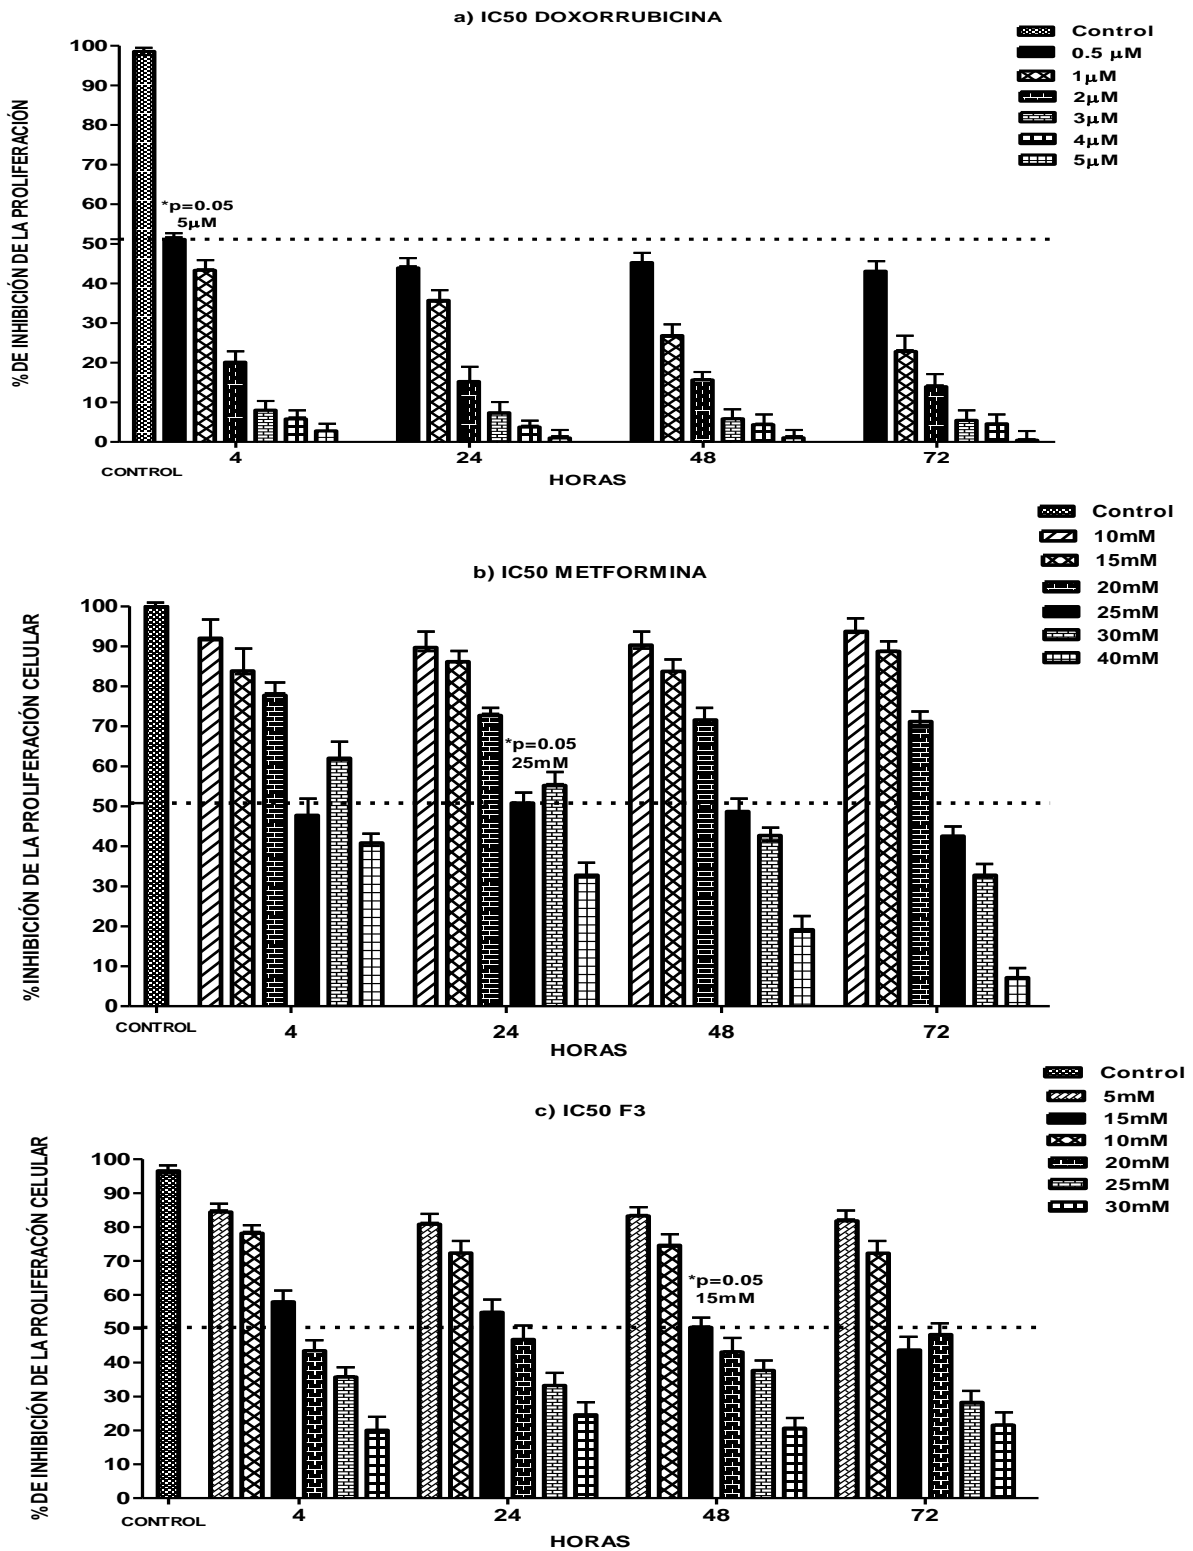 a) IC50 DOXORRUBICINA
%DE INHIBICIÓN DE LA PROLIFERACIÓN
100
90
80
70
60
50
40
30
20
10
0
*p=0.05
5µM
Control
0.5 µM
1µM
2µM
3µM
4µM
5µM
CONTROL
4
24
48
72
HORAS
b) IC50 METFORMINA
%INHIBICIÓN DE LA PROLIFERACIÓN CELULAR
100
90
80
70
60
50
40
30
20
10
0
*p=0.05
25mM
Control
10mM
15mM
20mM
25mM
30mM
40mM
CONTROL
4
24
48
72
HORAS
c) IC50 F3
%DE INHIBICIÓN DE LA PROLIFERACÓN CELULAR
100
90
80
70
60
50
40
30
20
10
0
*p=0.05
15mM
Control
5mM
15mM
10mM
20mM
25mM
30mM
CONTROL
4
24
48
72
HORAS